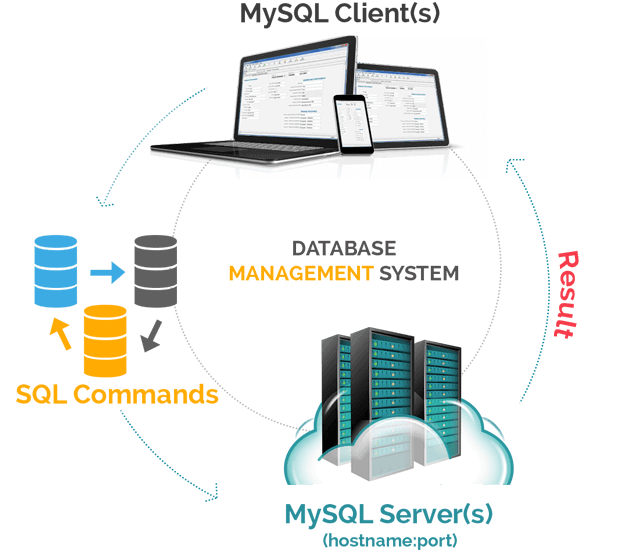 MySQL Client(s)
DATABASE
MANAGEMENT SYSTEM
Result
SQL Commands
MySQL Server(s)
(hostname:port)